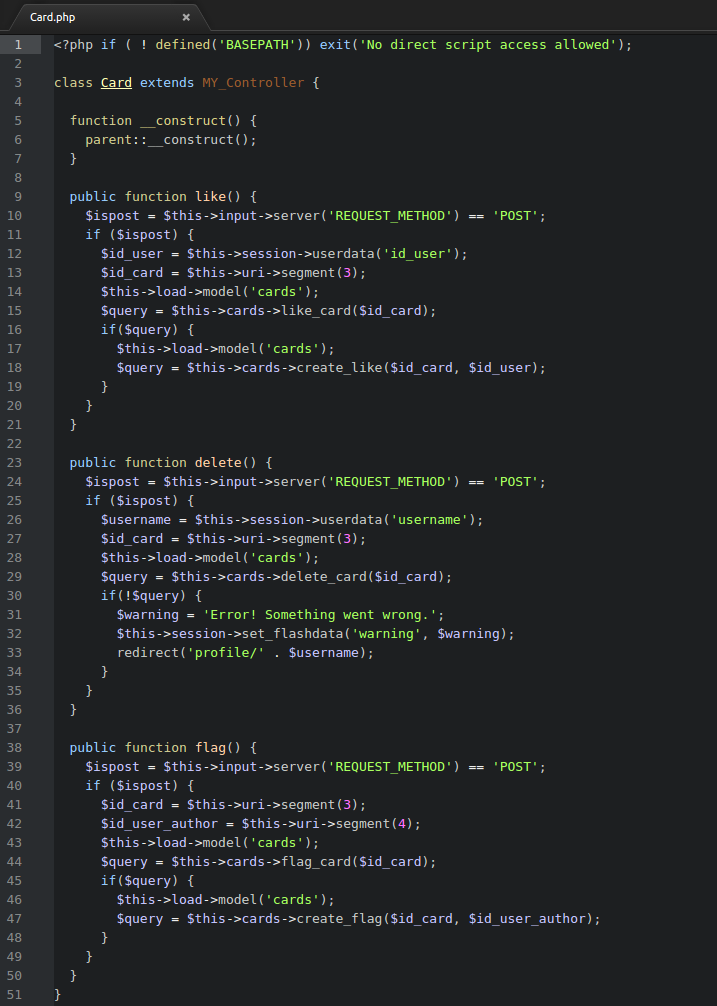 Card.php ×
1 <?php if ( ! defined('BASEPATH')) exit('No direct script access allowed');
2
3 class Card extends MY_Controller {
4
5   function __construct() {
6     parent::__construct();
7   }
8
9   public function like() {
10     $ispost = $this->input->server('REQUEST_METHOD') == 'POST';
11     if ($ispost) {
12       $id_user = $this->session->userdata('id_user');
13       $id_card = $this->uri->segment(3);
14       $this->load->model('cards');
15       $query = $this->cards->like_card($id_card);
16       if($query) {
17         $this->load->model('cards');
18         $query = $this->cards->create_like($id_card, $id_user);
19       }
20     }
21   }
22
23   public function delete() {
24     $ispost = $this->input->server('REQUEST_METHOD') == 'POST';
25     if ($ispost) {
26       $username = $this->session->userdata('username');
27       $id_card = $this->uri->segment(3);
28       $this->load->model('cards');
29       $query = $this->cards->delete_card($id_card);
30       if(!$query) {
31         $warning = 'Error! Something went wrong.';
32         $this->session->set_flashdata('warning', $warning);
33         redirect('profile/' . $username);
34       }
35     }
36   }
37
38   public function flag() {
39     $ispost = $this->input->server('REQUEST_METHOD') == 'POST';
40     if ($ispost) {
41       $id_card = $this->uri->segment(3);
42       $id_user_author = $this->uri->segment(4);
43       $this->load->model('cards');
44       $query = $this->cards->flag_card($id_card);
45       if($query) {
46         $this->load->model('cards');
47         $query = $this->cards->create_flag($id_card, $id_user_author);
48       }
49     }
50   }
51 }